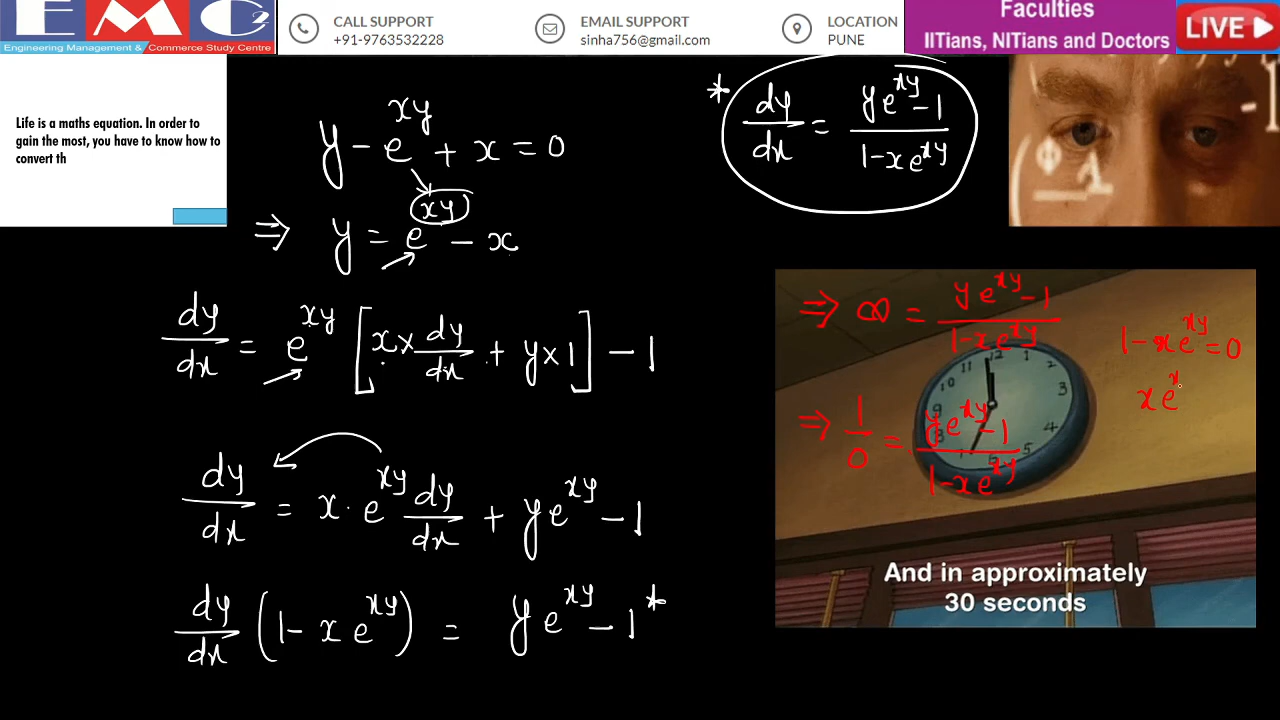 EMC²
Engineering Management & Commerce Study Centre
CALL SUPPORT
+91-9763532228
EMAIL SUPPORT
sinha756@gmail.com
LOCATION
PUNE
Faculties
IITians, NITians and Doctors
LIVE
Life is a maths equation. In order to
gain the most, you have to know how to
convert th
y - e^{xy} + x = 0
⇒ y = e^{xy} - x
dy/dx = e^{xy} [x × dy/dx + y × 1] - 1
dy/dx = x · e^{xy} dy/dx + y e^{xy} - 1
dy/dx (1 - x e^{xy}) = y e^{xy} - 1 *
* dy/dx = (y e^{xy} - 1)/(1 - x e^{xy})
-1
⇒ ∞ = (y e^{xy} - 1)/(1 - x e^{xy})
1 - x e^{xy} = 0
x e^x
⇒ 1/0 = (y e^{xy} - 1)/(1 - x e^{xy})
And in approximately
30 seconds